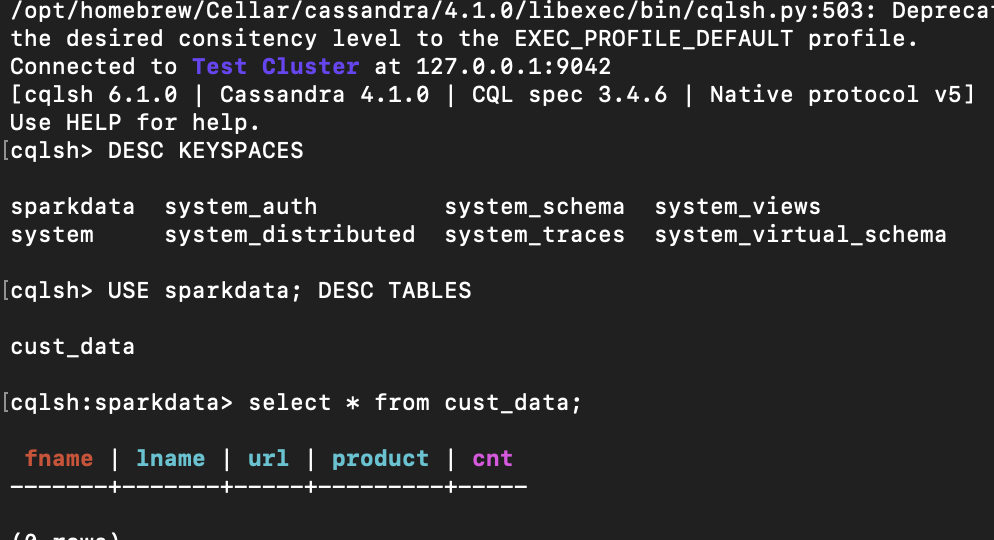 /opt/homebrew/Cellar/cassandra/4.1.0/libexec/bin/cqlsh.py:503: Deprecat
the desired consitency level to the EXEC_PROFILE_DEFAULT profile.
Connected to Test Cluster at 127.0.0.1:9042
[cqlsh 6.1.0 | Cassandra 4.1.0 | CQL spec 3.4.6 | Native protocol v5]
Use HELP for help.
[cqlsh> DESC KEYSPACES
sparkdata system_auth system_schema system_views
system system_distributed system_traces system_virtual_schema
[cqlsh> USE sparkdata; DESC TABLES
cust_data
[cqlsh:sparkdata> select * from cust_data;
fname | lname | url | product | cnt
-------+-------+-----+---------+-----
(0 rows)